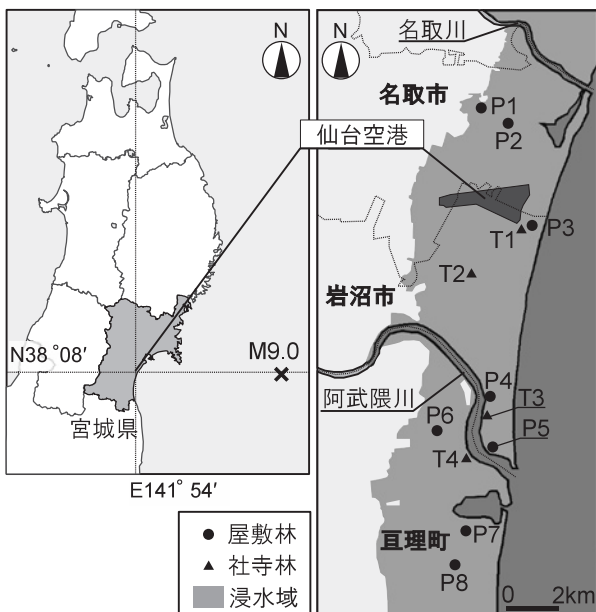 N
N38°08′
M9.0
宮城県
E141°54′
● 屋敷林
▲ 社寺林
浸水域
仙台空港
N
名取川
名取市
P1
P2
P3
T1
T2
岩沼市
阿武隈川
P4
T3
P6
P5
T4
亘理町
P7
P8
0 2km